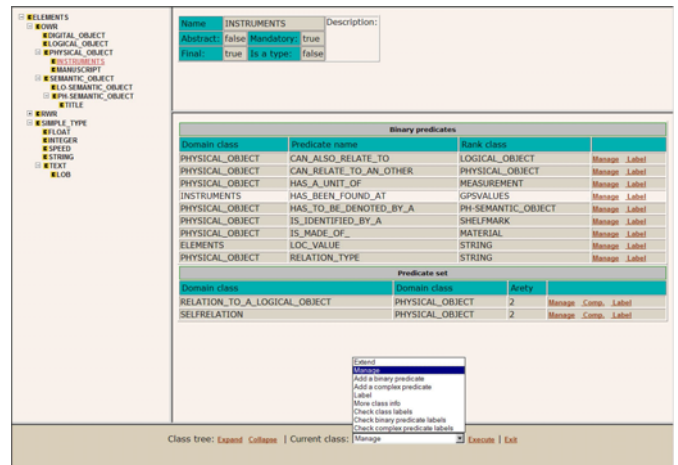 ELEMENTS
OWR
DIGITAL_OBJECT
LOGICAL_OBJECT
PHYSICAL_OBJECT
INSTRUMENTS
MANUSCRIPT
SEMANTIC_OBJECT
LO-SEMANTIC_OBJECT
PH-SEMANTIC_OBJECT
TITLE
RWR
SIMPLE_TYPE
FLOAT
INTEGER
SPEED
STRING
TEXT
LOB
Name INSTRUMENTS Description:
Abstract: false Mandatory: true
Final: true Is a type: false
Binary predicates
Domain class Predicate name Rank class
PHYSICAL_OBJECT CAN_ALSO_RELATE_TO LOGICAL_OBJECT Manage Label
PHYSICAL_OBJECT CAN_RELATE_TO_AN_OTHER PHYSICAL_OBJECT Manage Label
PHYSICAL_OBJECT HAS_A_UNIT_OF MEASUREMENT Manage Label
INSTRUMENTS HAS_BEEN_FOUND_AT GPSVALUES Manage Label
PHYSICAL_OBJECT HAS_TO_BE_DENOTED_BY_A PH-SEMANTIC_OBJECT Manage Label
PHYSICAL_OBJECT IS_IDENTIFIED_BY_A SHELFMARK Manage Label
PHYSICAL_OBJECT IS_MADE_OF_ MATERIAL Manage Label
ELEMENTS LOC_VALUE STRING Manage Label
PHYSICAL_OBJECT RELATION_TYPE STRING Manage Label
Predicate set
Domain class Domain class Arety
RELATION_TO_A_LOGICAL_OBJECT PHYSICAL_OBJECT 2 Manage Comp. Label
SELFRELATION PHYSICAL_OBJECT 2 Manage Comp. Label
Extend
Manage
Add a binary predicate
Add a complex predicate
Label
More class info
Check class labels
Check binary predicate labels
Check complex predicate labels
Class tree: Expand Collapse | Current class: Manage Execute | Exit